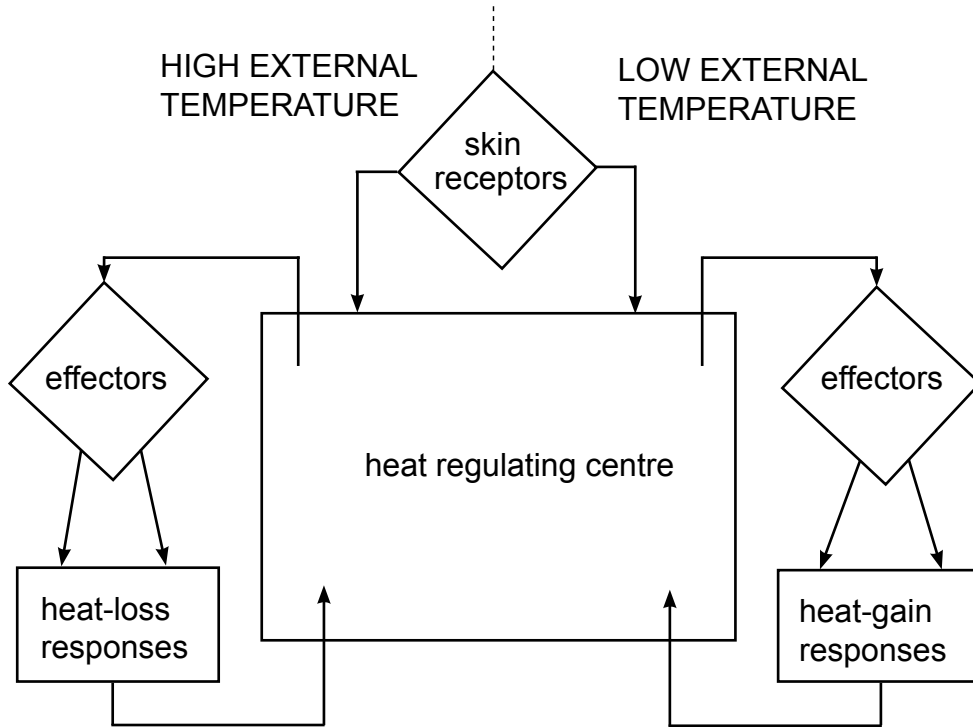 HIGH EXTERNAL
TEMPERATURE
LOW EXTERNAL
TEMPERATURE
skin
receptors
effectors
effectors
heat regulating centre
heat-loss
responses
heat-gain
responses